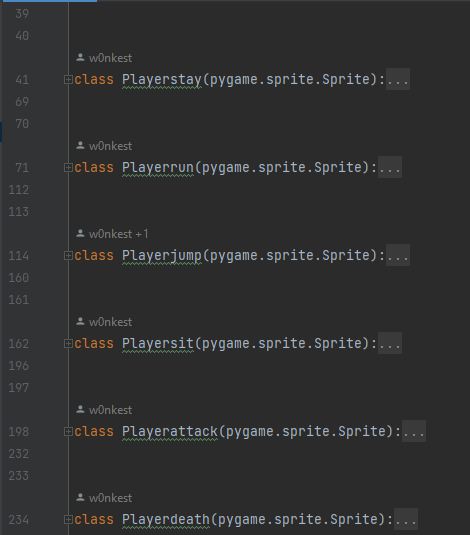 39
40
w0nkest
41 class Playerstay(pygame.sprite.Sprite):...
69
70
w0nkest
71 class Playerrun(pygame.sprite.Sprite):...
112
113
w0nkest +1
114 class Playerjump(pygame.sprite.Sprite):...
160
161
w0nkest
162 class Playersit(pygame.sprite.Sprite):...
196
197
w0nkest
198 class Playerattack(pygame.sprite.Sprite):...
232
233
w0nkest
234 class Playerdeath(pygame.sprite.Sprite):...